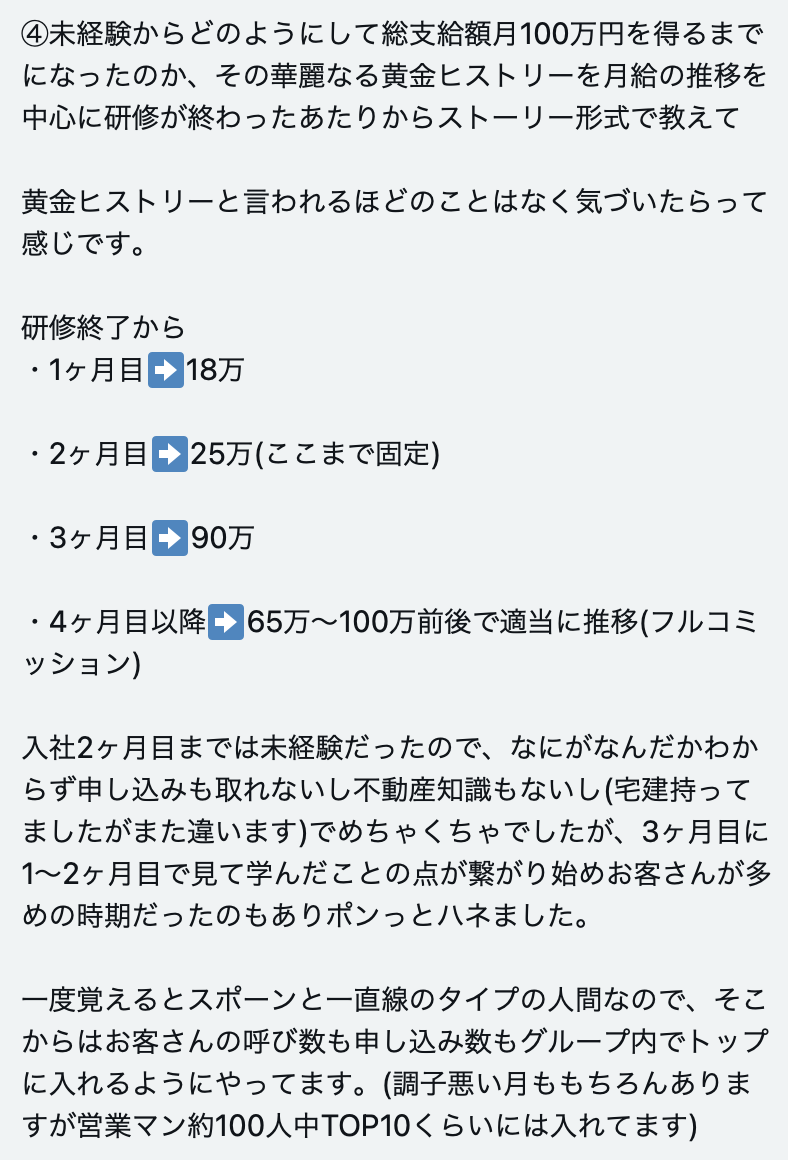 ④未経験からどのようにして総支給額月100万円を得るまで
になったのか、その華麗なる黄金ヒストリーを月給の推移を
中心に研修が終わったあたりからストーリー形式で教えて
黄金ヒストリーと言われるほどのことはなく気づいたらって
感じです。
研修終了から
・1ヶ月目➡️18万
・2ヶ月目➡️25万(ここまで固定)
・3ヶ月目➡️90万
・4ヶ月目以降➡️65万〜100万前後で適当に推移(フルコミ
ッション)
入社2ヶ月目までは未経験だったので、なにがなんだかわか
らず申し込みも取れないし不動産知識もないし(宅建持って
ましたがまた違います)でめちゃくちゃでしたが、3ヶ月目に
1〜2ヶ月目で見て学んだことの点が繋がり始めお客さんが多
めの時期だったのもありポンっとハネました。
一度覚えるとスポーンと一直線のタイプの人間なので、そこ
からはお客さんの呼び数も申し込み数もグループ内でトップ
に入れるようにやってます。(調子悪い月ももちろんありま
すが営業マン約100人中TOP10くらいには入れてます)